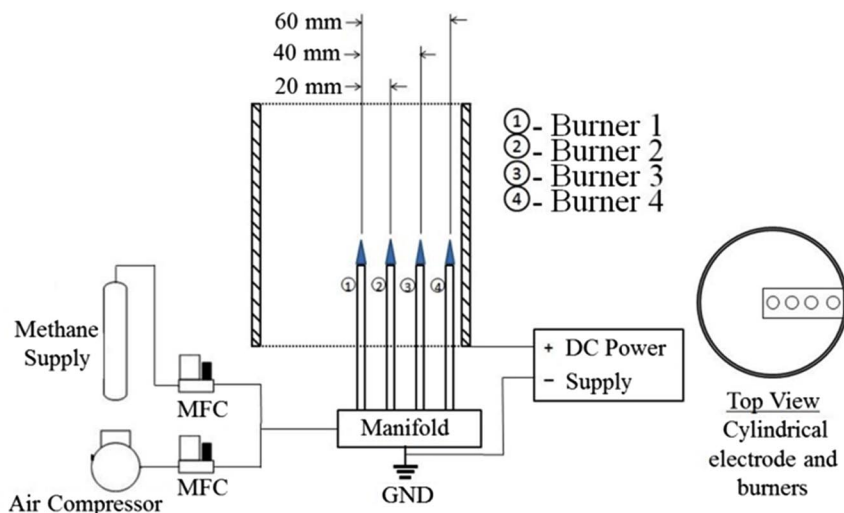 60 mm
40 mm
20 mm
①- Burner 1
②- Burner 2
③- Burner 3
④- Burner 4
1 2 3 4
Methane
Supply
MFC
+ DC Power
− Supply
Manifold
Top View
Cylindrical
electrode and
burners
Air Compressor
MFC
GND